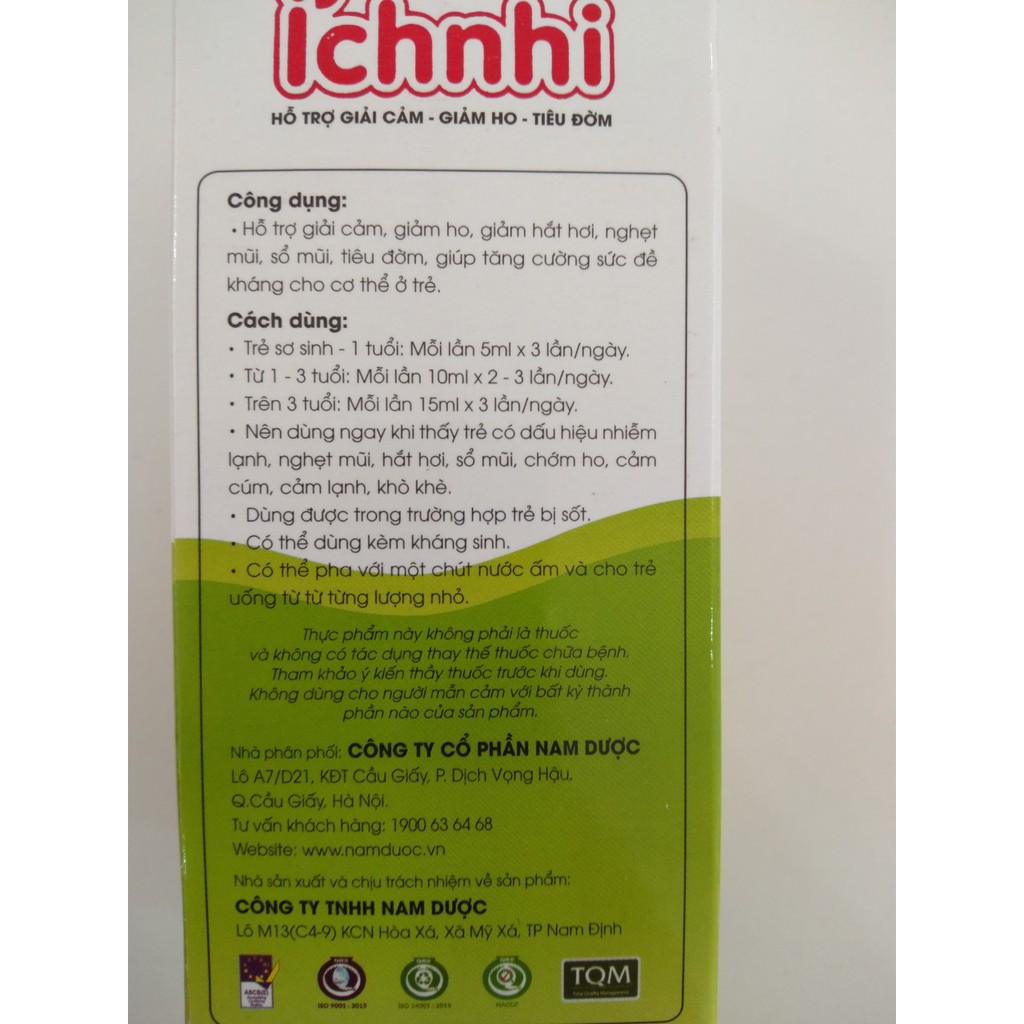 ichnhi
HỖ TRỢ GIẢI CẢM - GIẢM HO - TIÊU ĐỜM
Công dụng:
• Hỗ trợ giải cảm, giảm ho, giảm hắt hơi, nghẹt
mũi, sổ mũi, tiêu đờm, giúp tăng cường sức đề
kháng cho cơ thể ở trẻ.
Cách dùng:
• Trẻ sơ sinh - 1 tuổi: Mỗi lần 5ml x 3 lần/ngày.
• Từ 1 - 3 tuổi: Mỗi lần 10ml x 2 - 3 lần/ngày.
• Trên 3 tuổi: Mỗi lần 15ml x 3 lần/ngày.
• Nên dùng ngay khi thấy trẻ có dấu hiệu nhiễm
lạnh, nghẹt mũi, hắt hơi, sổ mũi, chớm ho, cảm
cúm, cảm lạnh, khò khè.
• Dùng được trong trường hợp trẻ bị sốt.
• Có thể dùng kèm kháng sinh.
• Có thể pha với một chút nước ấm và cho trẻ
uống từ từ từng lượng nhỏ.
Thực phẩm này không phải là thuốc
và không có tác dụng thay thế thuốc chữa bệnh.
Tham khảo ý kiến thầy thuốc trước khi dùng.
Không dùng cho người mẫn cảm với bất kỳ thành
phần nào của sản phẩm.
Nhà phân phối: CÔNG TY CỔ PHẦN NAM DƯỢC
Lô A7/D21, KĐT Cầu Giấy, P. Dịch Vọng Hậu,
Q.Cầu Giấy, Hà Nội.
Tư vấn khách hàng: 1900 63 64 68
Website: www.namduoc.vn
Nhà sản xuất và chịu trách nhiệm về sản phẩm:
CÔNG TY TNHH NAM DƯỢC
Lô M13(C4-9) KCN Hòa Xá, Xã Mỹ Xá, TP Nam Định
TQM
Total Quality Management
ISO 9001 : 2015
HACCP